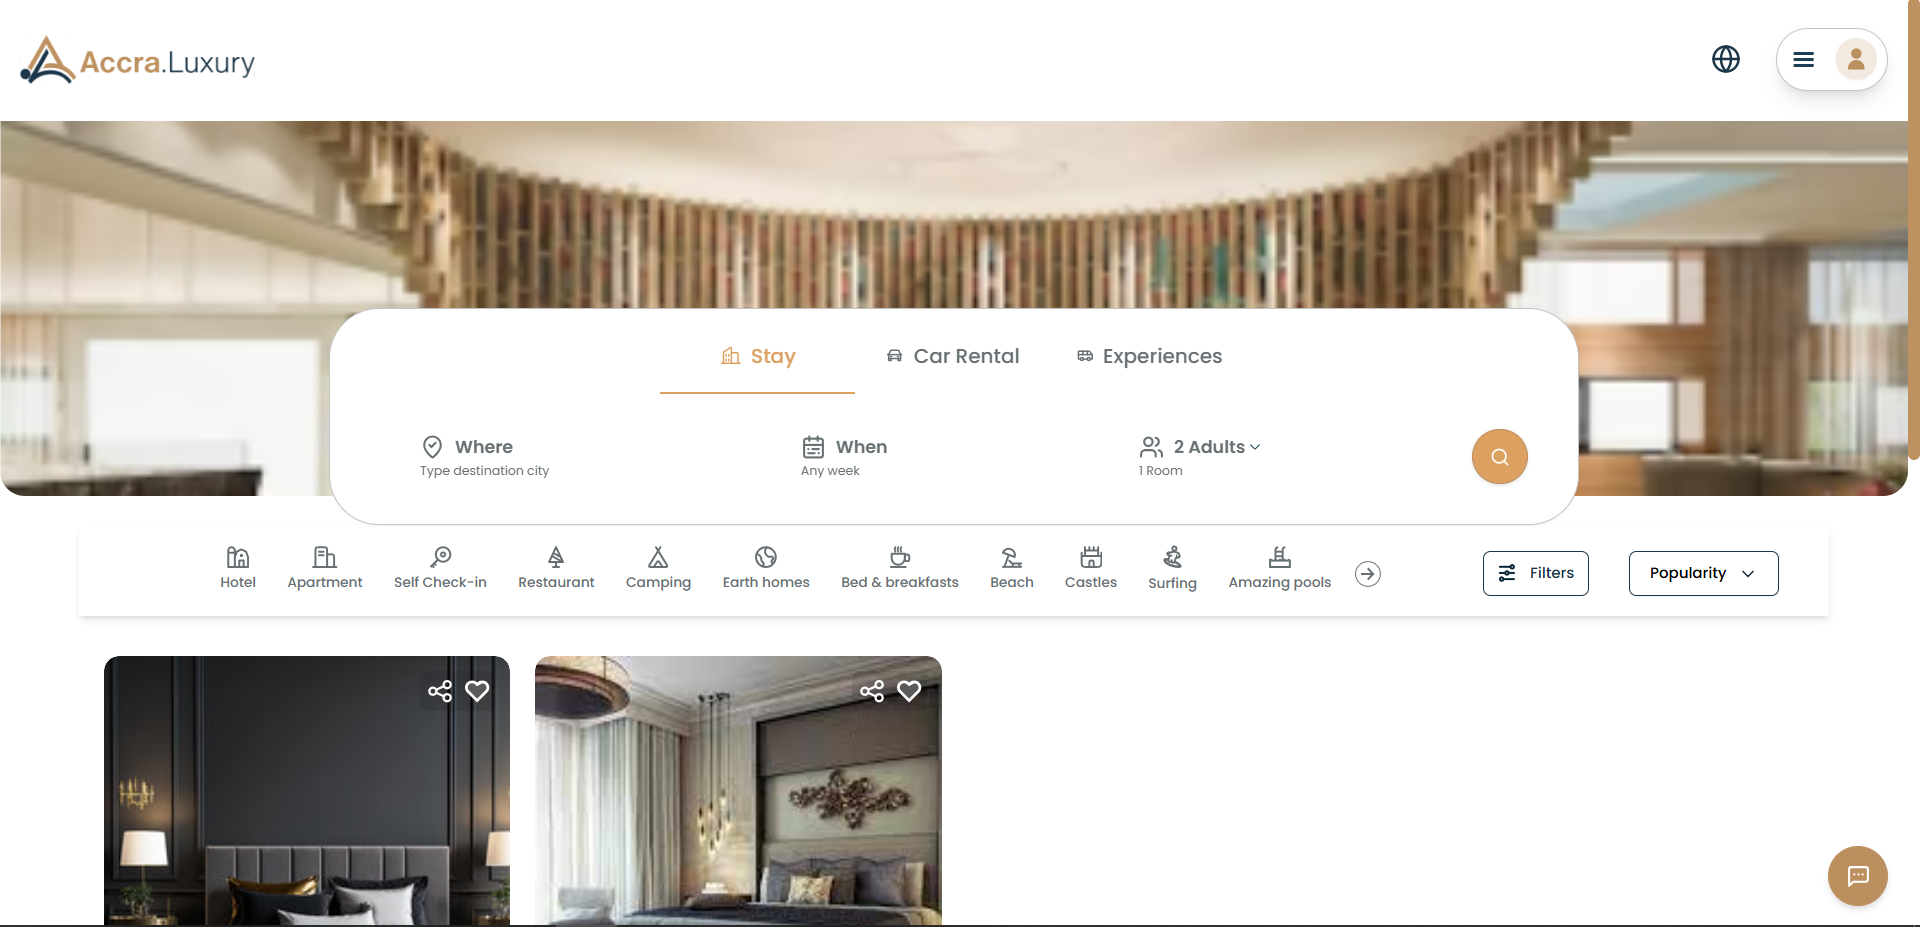 Accra.Luxury
Stay
Car Rental
Experiences
Where
Type destination city
When
Any week
2 Adults
1 Room
Hotel
Apartment
Self Check-in
Restaurant
Camping
Earth homes
Bed & breakfasts
Beach
Castles
Surfing
Amazing pools
Filters
Popularity